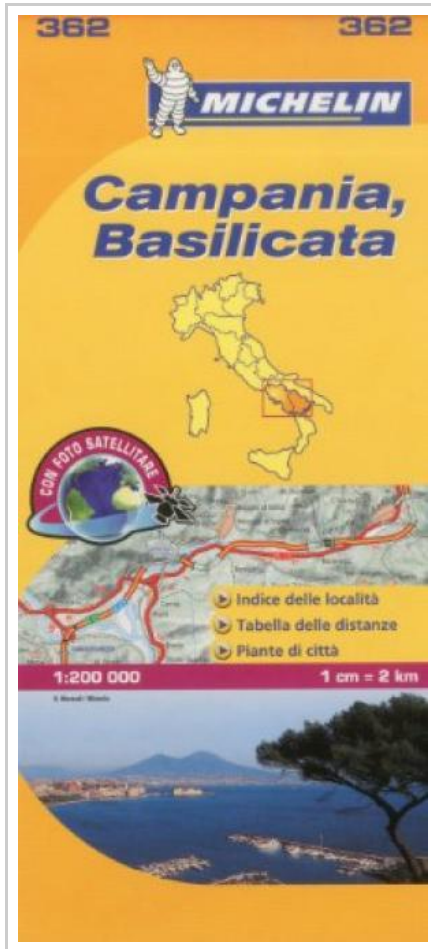 362 362
MICHELIN
Campania,
Basilicata
CON FOTO SATELLITARE
Indice delle località
Tabella delle distanze
Piante di città
1:200 000 1 cm = 2 km